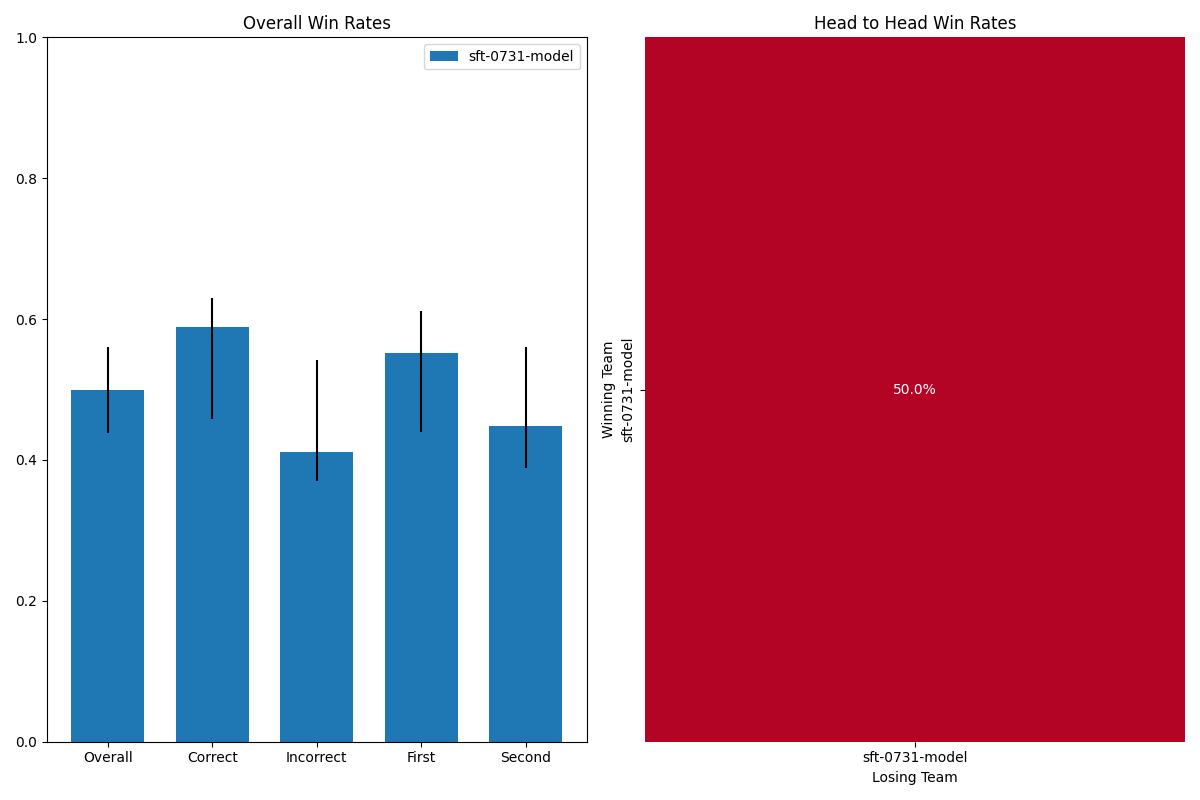 Overall Win Rates
sft-0731-model
1.0
0.8
0.6
0.4
0.2
0.0
Overall
Correct
Incorrect
First
Second
Head to Head Win Rates
Winning Team
sft-0731-model
50.0%
sft-0731-model
Losing Team